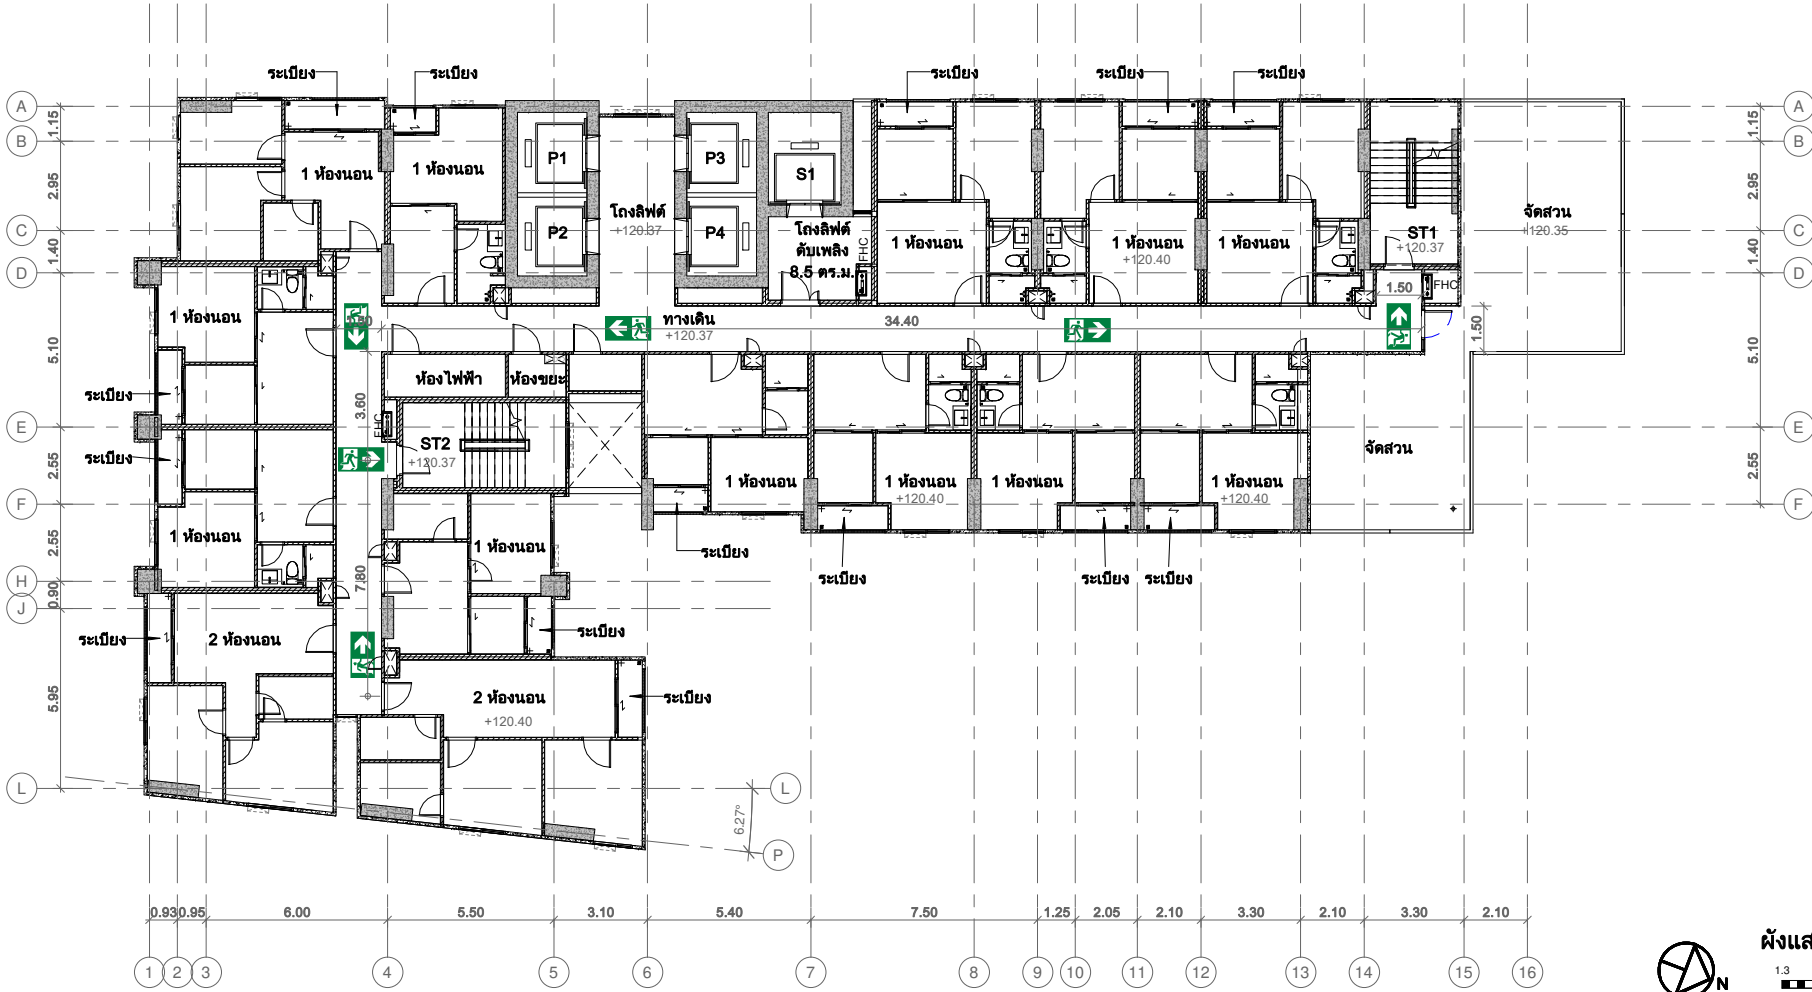 ระเบียง
ระเบียง
ระเบียง
ระเบียง
ระเบียง
A
A
1.15
1.15
B
B
P1
P3
S1
1 ห้องนอน
1 ห้องนอน
2.95
2.95
โถงลิฟต์
+120.37
จัดสวน
+120.35
C
C
P2
P4
โถงลิฟต์
ดับเพลิง
8.5 ตร.ม.
FHC
1 ห้องนอน
1 ห้องนอน
+120.40
1 ห้องนอน
ST1
+120.37
1.40
1.40
D
D
1.50
FHC
1 ห้องนอน
ทางเดิน
+120.37
34.40
1.50
5.10
5.10
ห้องไฟฟ้า
ห้องขยะ
ระเบียง
3.60
FHC
E
E
ST2
+120.37
จัดสวน
ระเบียง
2.55
2.55
1 ห้องนอน
1 ห้องนอน
+120.40
1 ห้องนอน
1 ห้องนอน
+120.40
F
F
1 ห้องนอน
1 ห้องนอน
2.55
ระเบียง
ระเบียง
ระเบียง
ระเบียง
7.80
H
0.90
J
ระเบียง
2 ห้องนอน
ระเบียง
5.95
2 ห้องนอน
+120.40
ระเบียง
L
L
6.27°
P
0.93
0.95
6.00
5.50
3.10
5.40
7.50
1.25
2.05
2.10
3.30
2.10
3.30
2.10
1
2
3
4
5
6
7
8
9
10
11
12
13
14
15
16
N
1.3